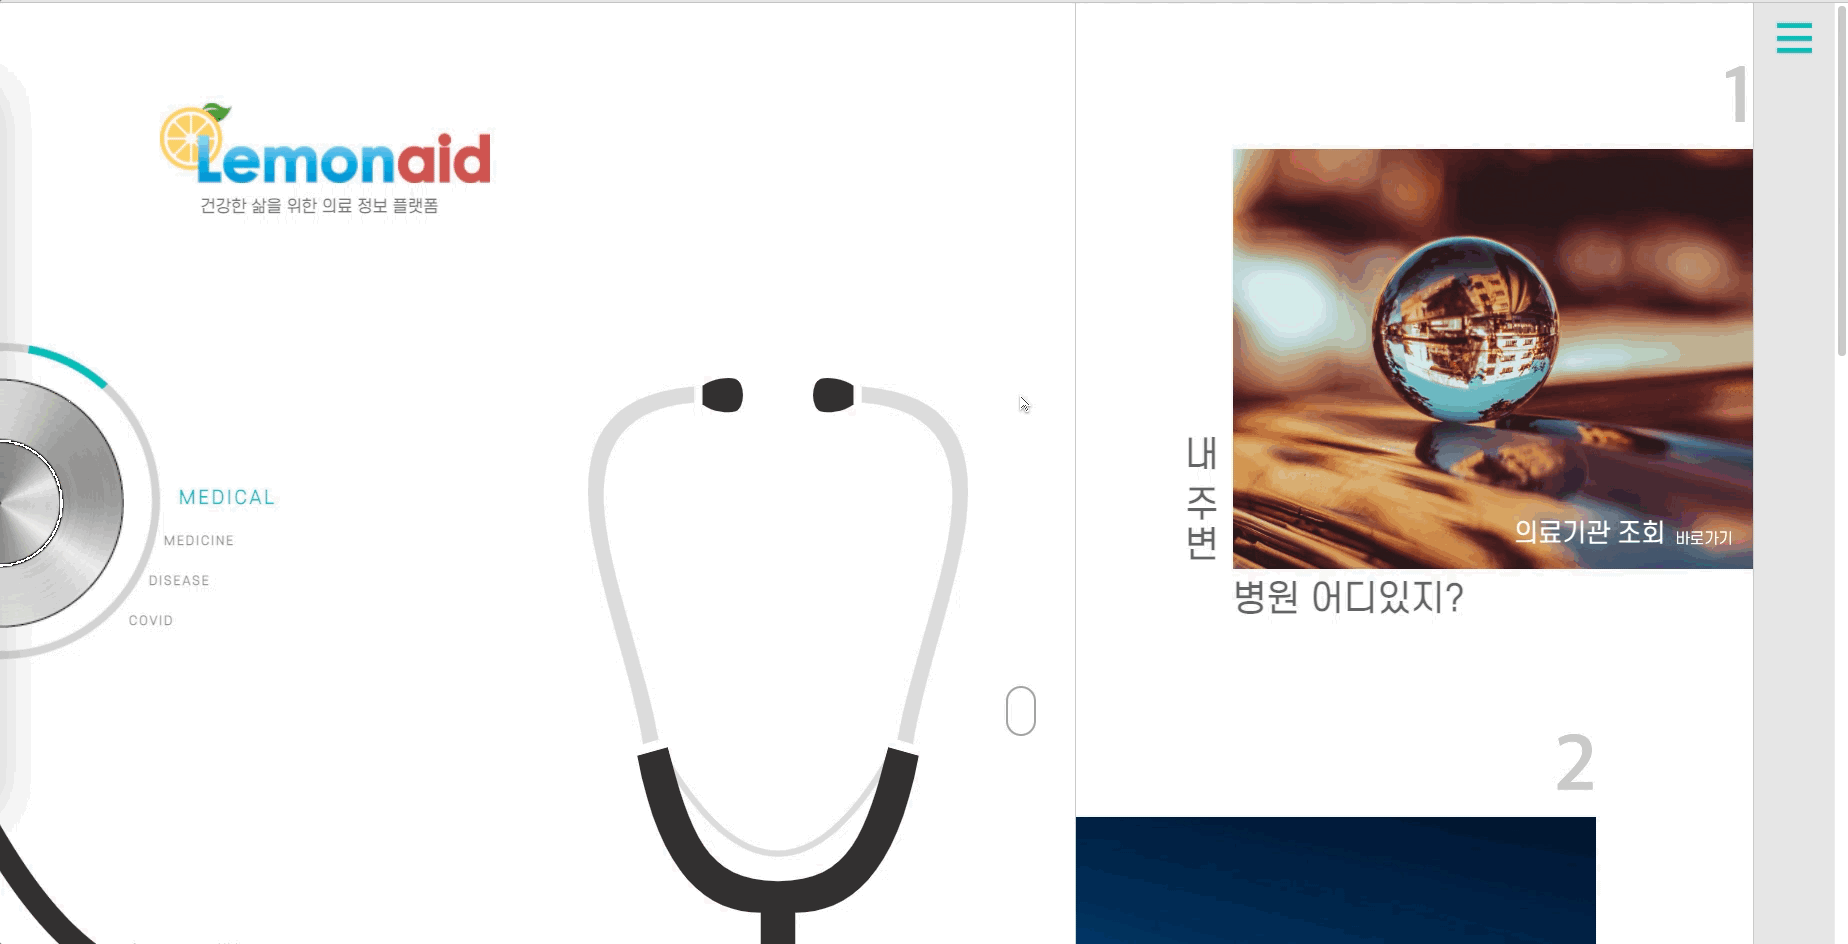 Lemonaid
건강한 삶을 위한 의료 정보 플랫폼
MEDICAL
MEDICINE
DISEASE
COVID
1
내
주
변
의료기관 조회 바로가기
병원 어디있지?
2